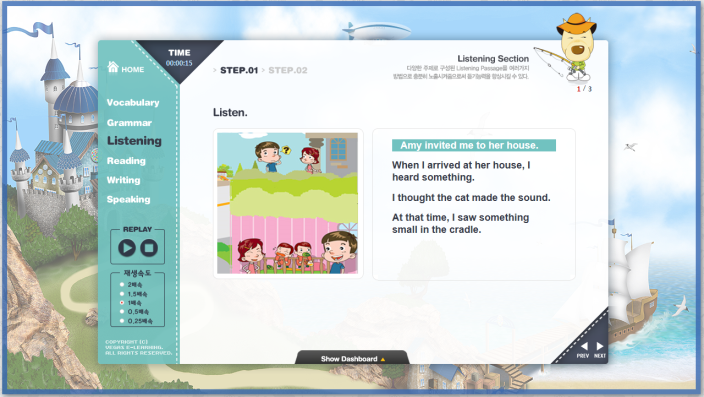 TIME
00:00:15
HOME
STEP.01 > STEP.02
Listening Section
다양한 주제로 구성된 Listening Passage을 여러가지
방법으로 충분히 노출시켜줌으로써 듣기능력을 향상시킬 수 있다.
1 / 3
Vocabulary
Grammar
Listening
Reading
Writing
Speaking
Listen.
?
Amy invited me to her house.
When I arrived at her house, I
heard something.
I thought the cat made the sound.
At that time, I saw something
small in the cradle.
REPLAY
재생속도
2배속
1.5배속
1배속
0.5배속
0.25배속
COPYRIGHT (C)
VEGAS E-LEARNING.
ALL RIGHTS RESERVED.
Show Dashboard
PREV NEXT